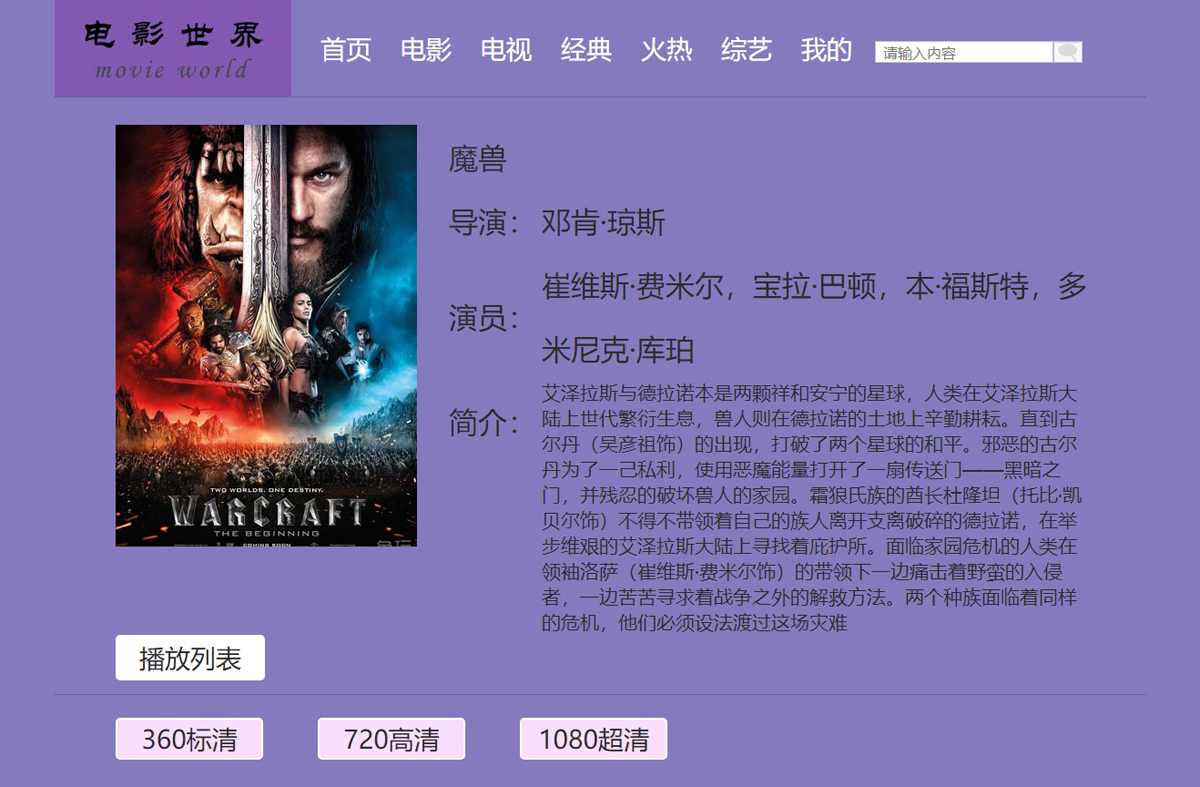 电影世界
movie world
首页 电影 电视 经典 火热 综艺 我的
请输入内容
魔兽
导演： 邓肯·琼斯
崔维斯·费米尔，宝拉·巴顿，本·福斯特，多
演员：
米尼克·库珀
艾泽拉斯与德拉诺本是两颗祥和安宁的星球，人类在艾泽拉斯大
陆上世代繁衍生息，兽人则在德拉诺的土地上辛勤耕耘。直到古
简介：
尔丹（吴彦祖饰）的出现，打破了两个星球的和平。邪恶的古尔
丹为了一己私利，使用恶魔能量打开了一扇传送门——黑暗之
门，并残忍的破坏兽人的家园。霜狼氏族的酋长杜隆坦（托比·凯
贝尔饰）不得不带领着自己的族人离开支离破碎的德拉诺，在举
步维艰的艾泽拉斯大陆上寻找着庇护所。面临家园危机的人类在
领袖洛萨（崔维斯·费米尔饰）的带领下一边痛击着野蛮的入侵
者，一边苦苦寻求着战争之外的解救方法。两个种族面临着同样
的危机，他们必须设法渡过这场灾难
TWO WORLDS. ONE DESTINY.
WARCRAFT
THE BEGINNING
COMING SOON
播放列表
360标清 720高清 1080超清